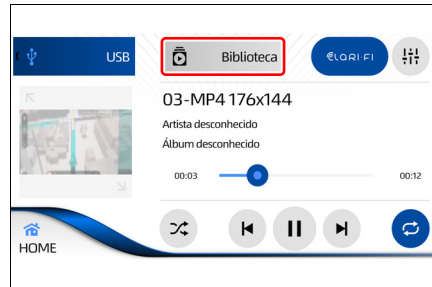 USB
Biblioteca
CLARI-FI
03-MP4 176x144
Artista desconhecido
Álbum desconhecido
00:03
00:12
HOME